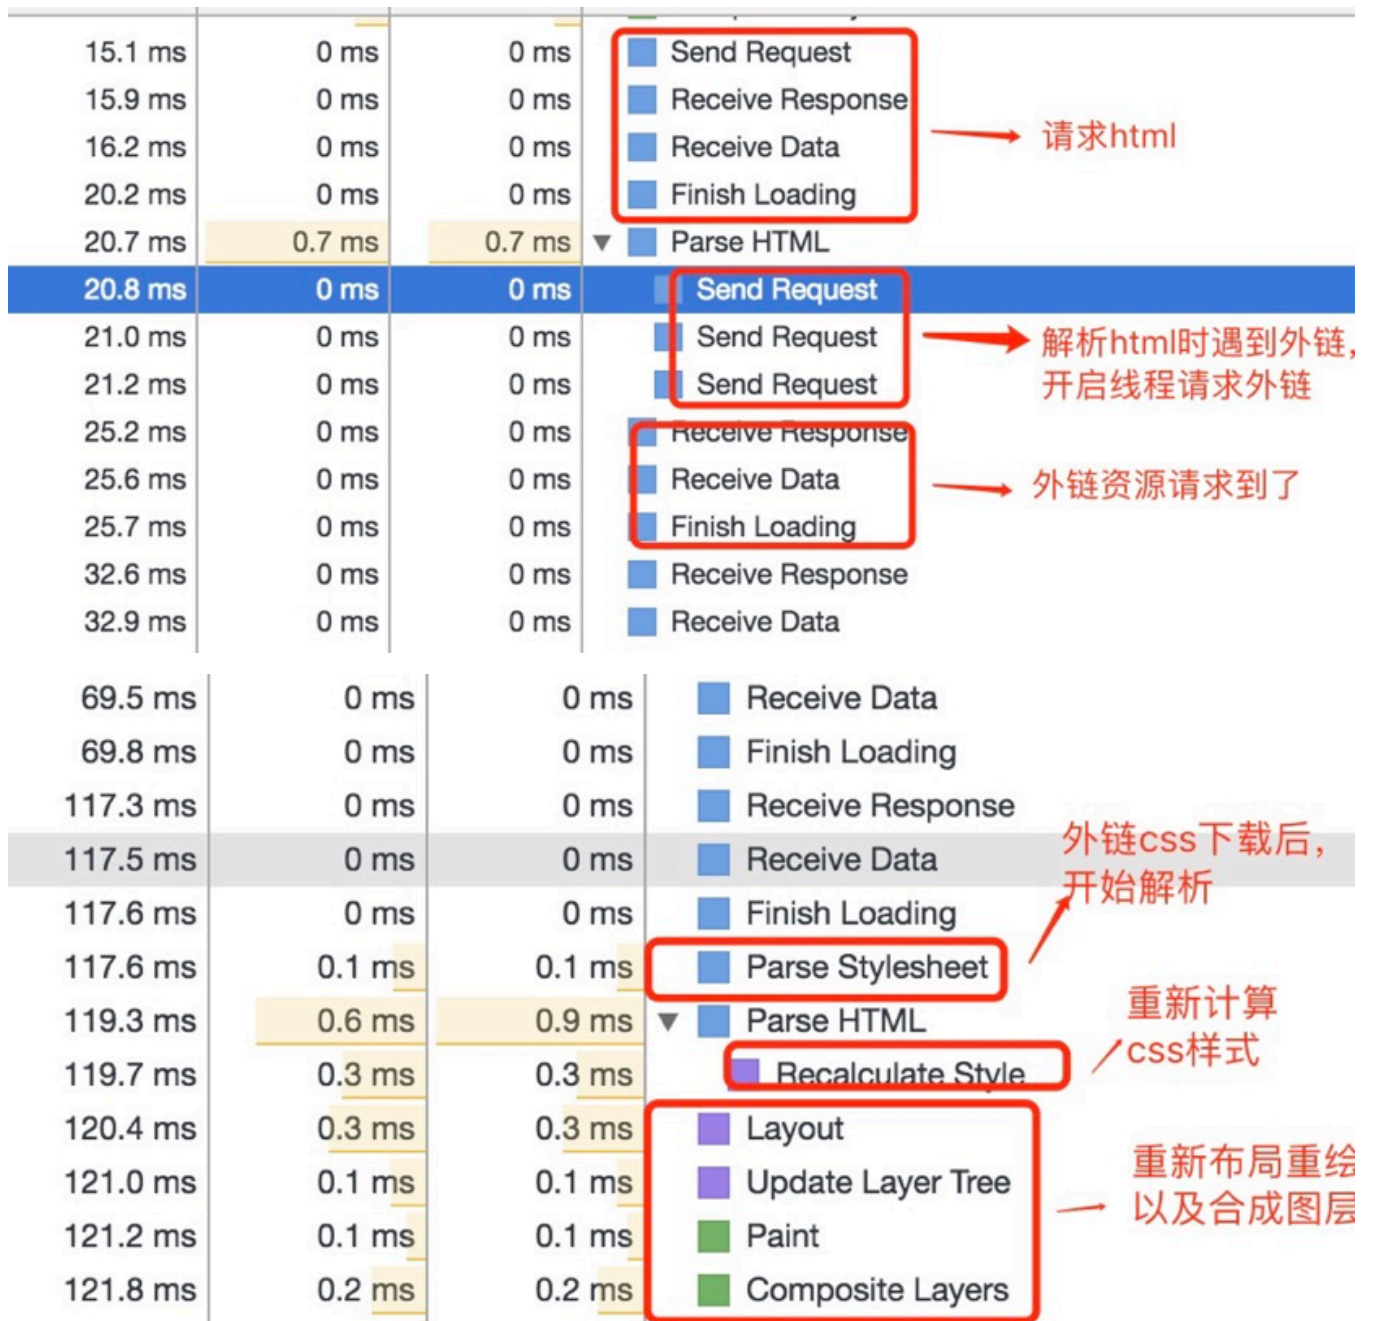 15.1 ms 0 ms 0 ms Send Request
15.9 ms 0 ms 0 ms Receive Response
请求html
16.2 ms 0 ms 0 ms Receive Data
20.2 ms 0 ms 0 ms Finish Loading
20.7 ms 0.7 ms 0.7 ms ▼ Parse HTML
20.8 ms 0 ms 0 ms Send Request
21.0 ms 0 ms 0 ms Send Request
解析html时遇到外链,
21.2 ms 0 ms 0 ms Send Request
开启线程请求外链
25.2 ms 0 ms 0 ms Receive Response
25.6 ms 0 ms 0 ms Receive Data
外链资源请求到了
25.7 ms 0 ms 0 ms Finish Loading
32.6 ms 0 ms 0 ms Receive Response
32.9 ms 0 ms 0 ms Receive Data
69.5 ms 0 ms 0 ms Receive Data
69.8 ms 0 ms 0 ms Finish Loading
117.3 ms 0 ms 0 ms Receive Response
外链css下载后,
117.5 ms 0 ms 0 ms Receive Data
开始解析
117.6 ms 0 ms 0 ms Finish Loading
117.6 ms 0.1 ms 0.1 ms Parse Stylesheet
重新计算
119.3 ms 0.6 ms 0.9 ms ▼ Parse HTML
css样式
119.7 ms 0.3 ms 0.3 ms Recalculate Style
120.4 ms 0.3 ms 0.3 ms Layout
重新布局重绘
121.0 ms 0.1 ms 0.1 ms Update Layer Tree
以及合成图层
121.2 ms 0.1 ms 0.1 ms Paint
121.8 ms 0.2 ms 0.2 ms Composite Layers